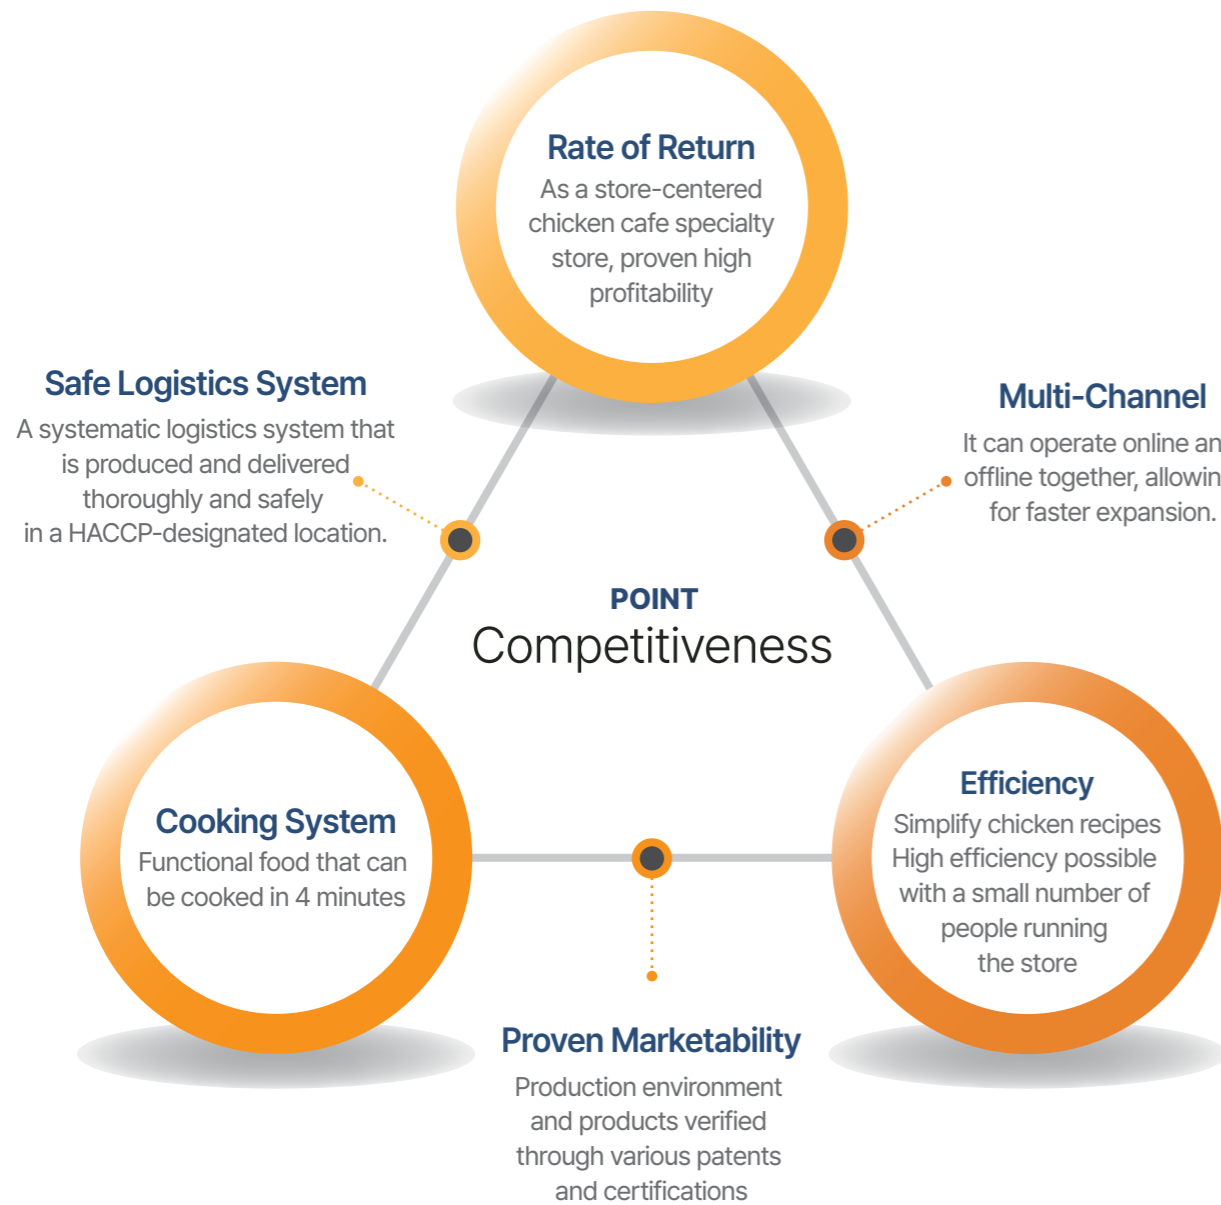 Rate of Return
As a store-centered
chicken cafe specialty
store, proven high
profitability
Safe Logistics System
A systematic logistics system that
is produced and delivered
thoroughly and safely
in a HACCP-designated location.
Multi-Channel
It can operate online an
offline together, allowin
for faster expansion.
POINT
Competitiveness
Cooking System
Functional food that can
be cooked in 4 minutes
Efficiency
Simplify chicken recipes
High efficiency possible
with a small number of
people running
the store
Proven Marketability
Production environment
and products verified
through various patents
and certifications